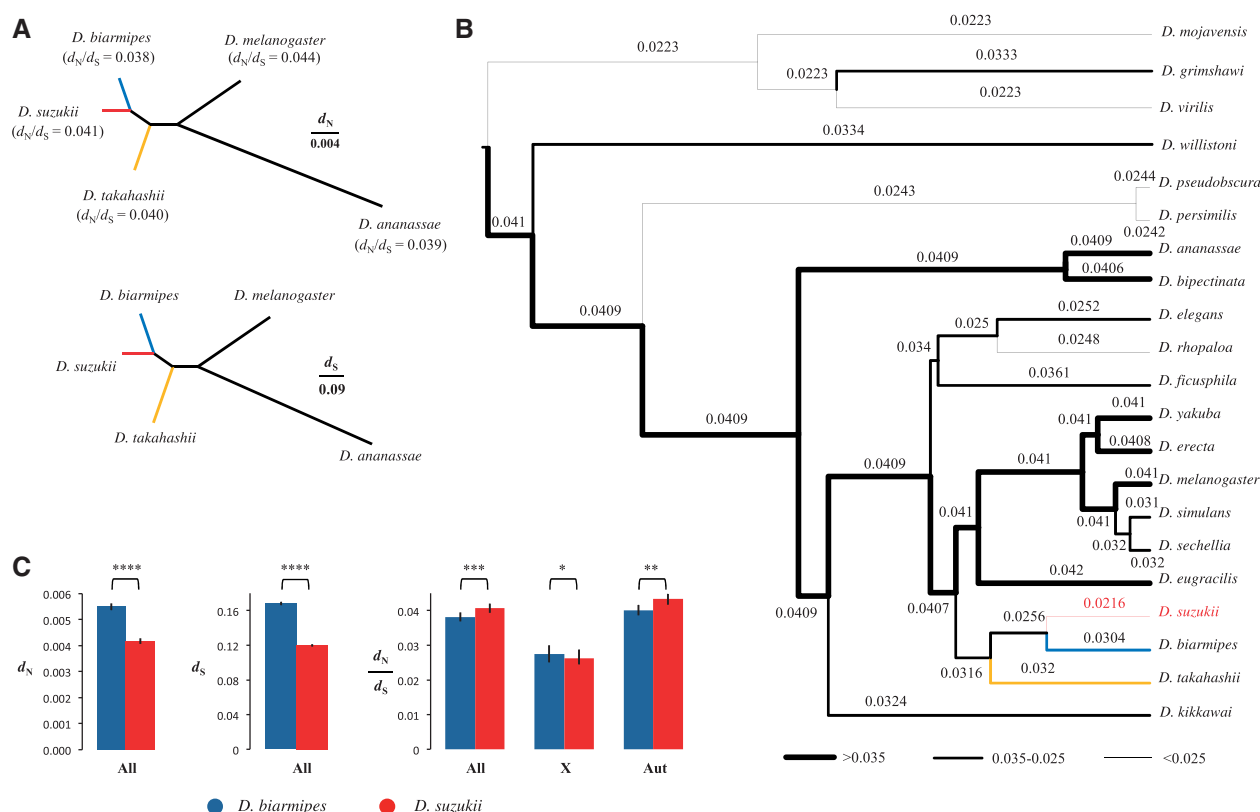 A
D. biarmipes
(dN/dS = 0.038)
D. melanogaster
(dN/dS = 0.044)
D. suzukii
(dN/dS = 0.041)
dN
0.004
D. takahashii
(dN/dS = 0.040)
D. ananassae
(dN/dS = 0.039)
D. biarmipes
D. melanogaster
D. suzukii
dS
0.09
D. takahashii
D. ananassae
B
0.0223
0.0223
D. mojavensis
0.0223
0.0333
D. grimshawi
0.0223
D. virilis
0.0334
D. willistoni
0.041
0.0243
0.0244
D. pseudobscura
D. persimilis
0.0242
0.0409
0.0409
0.0409
D. ananassae
0.0406
D. bipectinata
0.0409
0.034
0.025
0.0252
D. elegans
0.0248
D. rhopaloa
0.0361
D. ficusphila
0.0409
0.0409
0.041
0.041
0.041
D. yakuba
0.0408
D. erecta
0.041
0.041
D. melanogaster
0.031
D. simulans
0.032
D. sechellia
0.032
0.041
0.042
D. eugracilis
0.0407
0.0256
0.0216
D. suzukii
0.0304
D. biarmipes
0.0316
0.032
D. takahashii
0.0324
D. kikkawai
>0.035
0.035-0.025
<0.025
C
****
0.006
0.005
0.004
0.003
0.002
0.001
0.000
dN
All
****
0.16
0.12
0.08
0.04
0
dS
All
***
*
**
0.04
0.03
0.02
0.01
0
dN
dS
All
X
Aut
D. biarmipes
D. suzukii